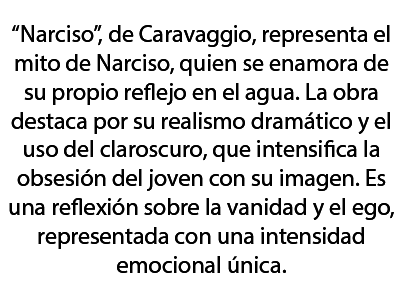 “Narciso”, de Caravaggio, representa el
mito de Narciso, quien se enamora de
su propio reflejo en el agua. La obra
destaca por su realismo dramático y el
uso del claroscuro, que intensifica la
obsesión del joven con su imagen. Es
una reflexión sobre la vanidad y el ego,
representada con una intensidad
emocional única.